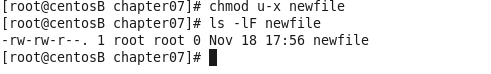 [root@centosB chapter07]# chmod u-x newfile
[root@centosB chapter07]# ls -lF newfile
-rw-rw-r--. 1 root root 0 Nov 18 17:56 newfile
[root@centosB chapter07]#